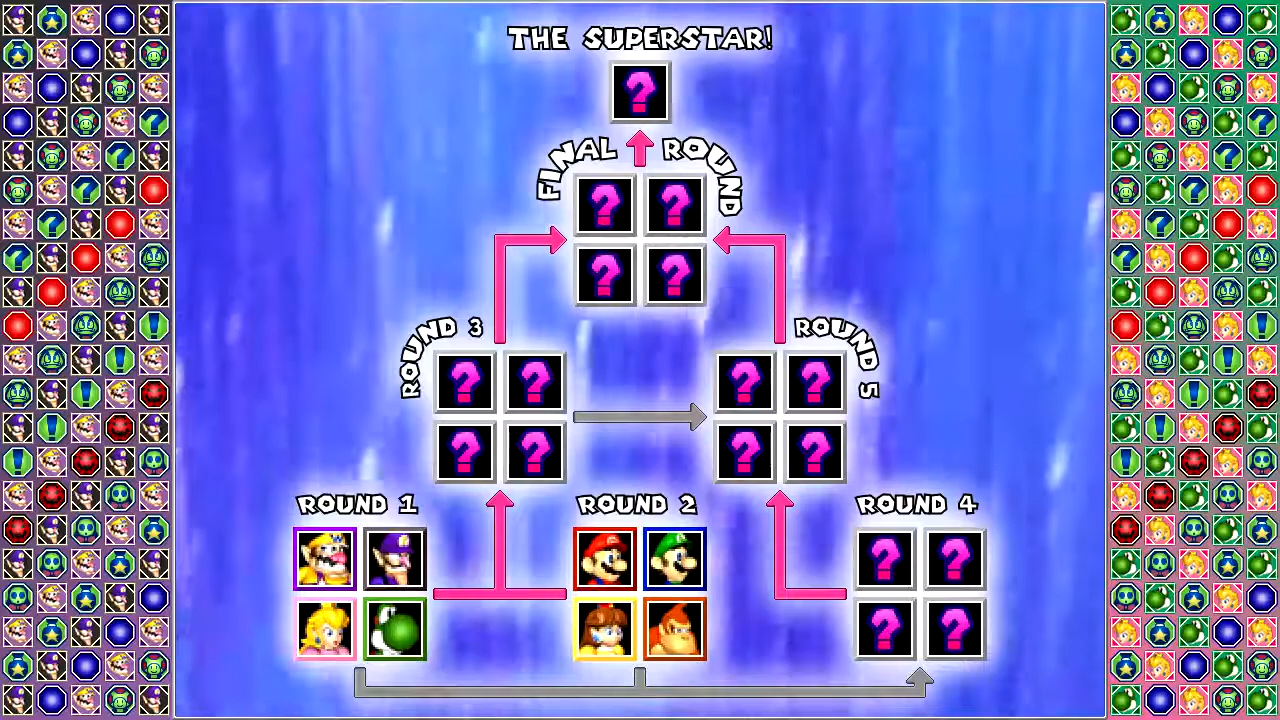 THE SUPERSTAR!
?
FINAL ROUND
? ?
? ?
ROUND 3
ROUND 5
? ? ? ?
? ? ? ?
ROUND 1
ROUND 2
ROUND 4
? ?
? ?